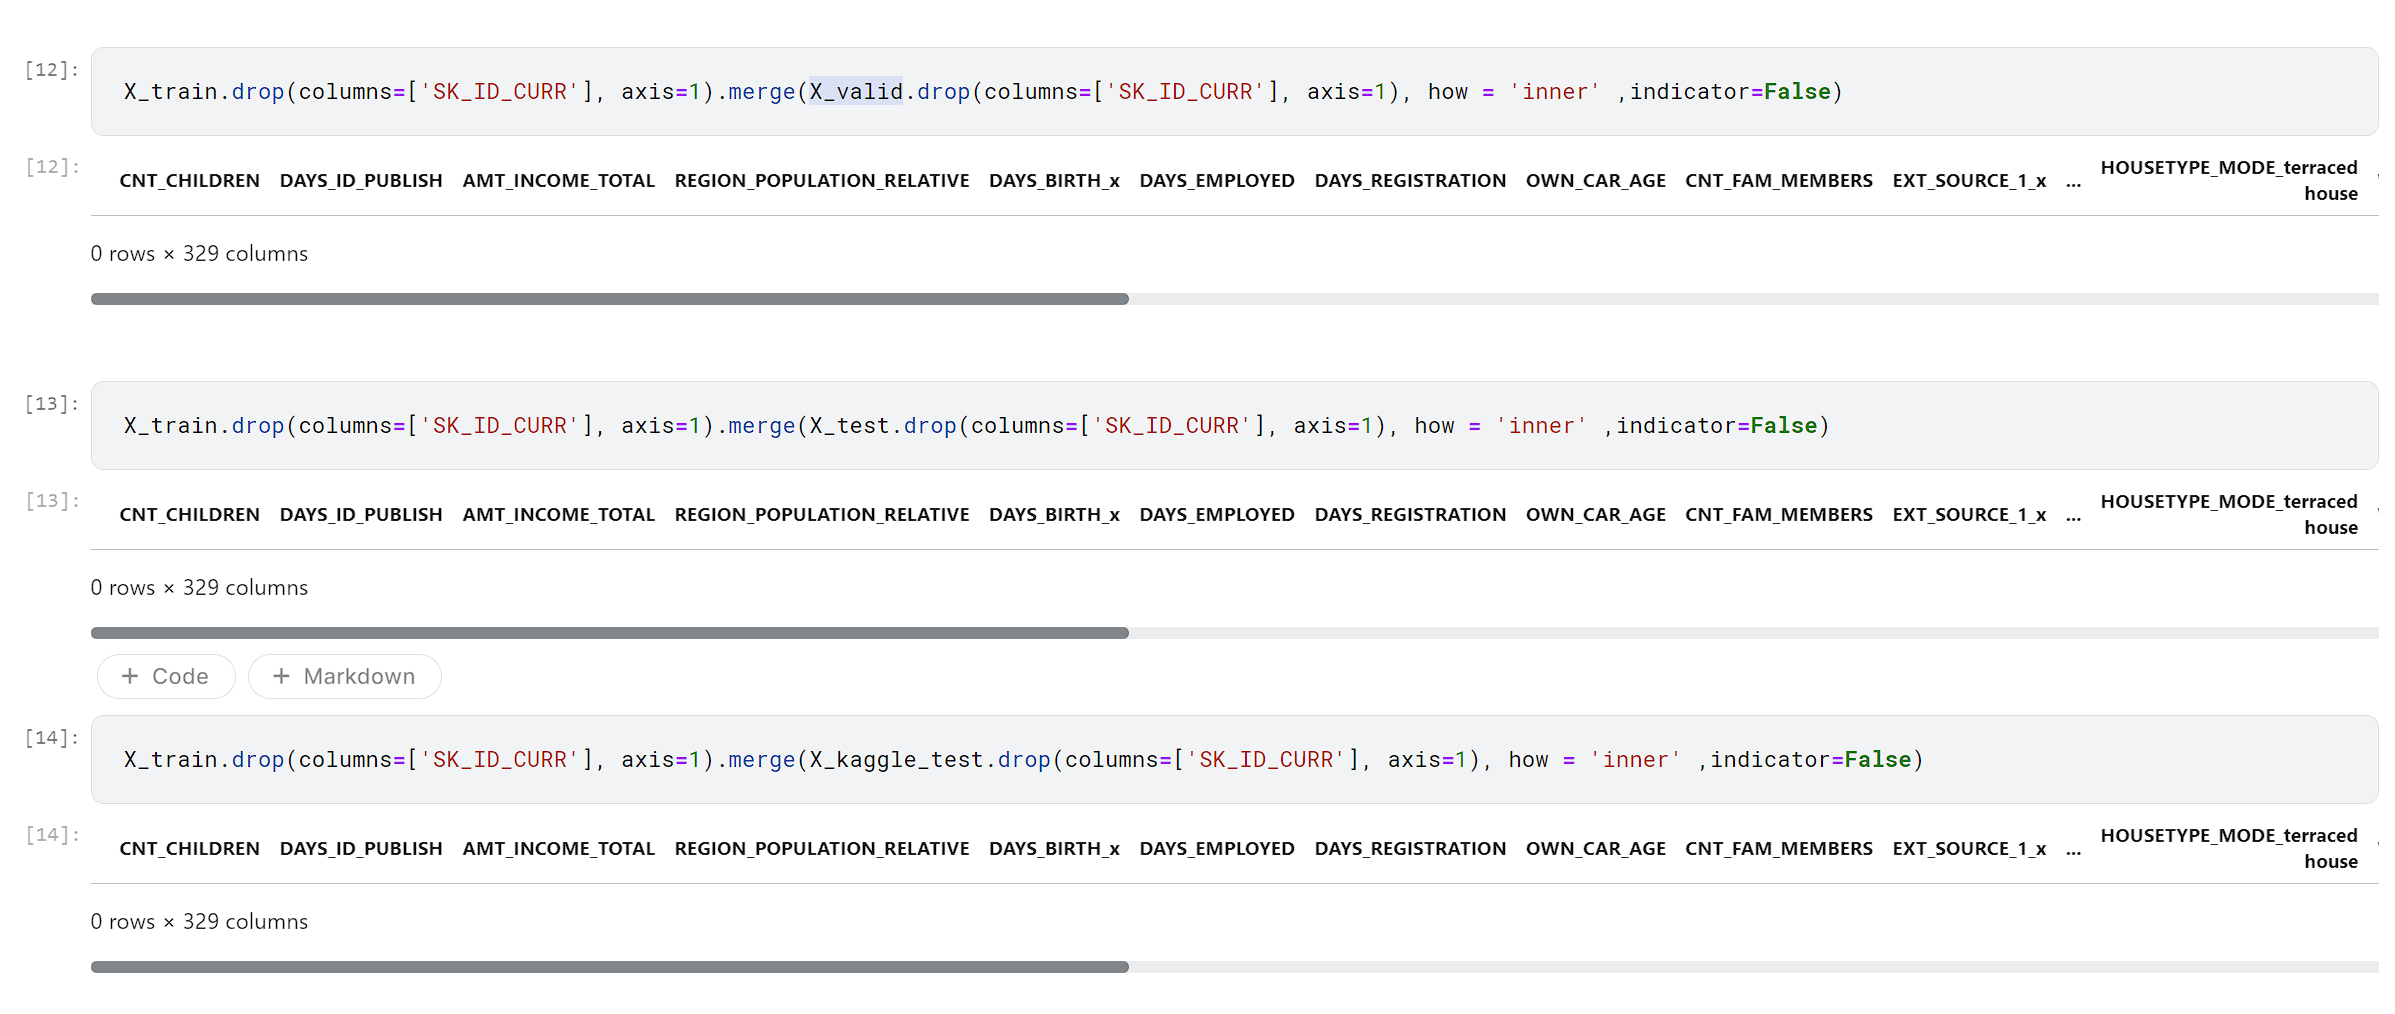 [12]:
X_train.drop(columns=['SK_ID_CURR'], axis=1).merge(X_valid.drop(columns=['SK_ID_CURR'], axis=1), how = 'inner' ,indicator=False)
[12]:
CNT_CHILDREN DAYS_ID_PUBLISH AMT_INCOME_TOTAL REGION_POPULATION_RELATIVE DAYS_BIRTH_x DAYS_EMPLOYED DAYS_REGISTRATION OWN_CAR_AGE CNT_FAM_MEMBERS EXT_SOURCE_1_x ... HOUSETYPE_MODE_terraced
house
0 rows × 329 columns
[13]:
X_train.drop(columns=['SK_ID_CURR'], axis=1).merge(X_test.drop(columns=['SK_ID_CURR'], axis=1), how = 'inner' ,indicator=False)
[13]:
CNT_CHILDREN DAYS_ID_PUBLISH AMT_INCOME_TOTAL REGION_POPULATION_RELATIVE DAYS_BIRTH_x DAYS_EMPLOYED DAYS_REGISTRATION OWN_CAR_AGE CNT_FAM_MEMBERS EXT_SOURCE_1_x ... HOUSETYPE_MODE_terraced
house
0 rows × 329 columns
+ Code + Markdown
[14]:
X_train.drop(columns=['SK_ID_CURR'], axis=1).merge(X_kaggle_test.drop(columns=['SK_ID_CURR'], axis=1), how = 'inner' ,indicator=False)
[14]:
CNT_CHILDREN DAYS_ID_PUBLISH AMT_INCOME_TOTAL REGION_POPULATION_RELATIVE DAYS_BIRTH_x DAYS_EMPLOYED DAYS_REGISTRATION OWN_CAR_AGE CNT_FAM_MEMBERS EXT_SOURCE_1_x ... HOUSETYPE_MODE_terraced
house
0 rows × 329 columns